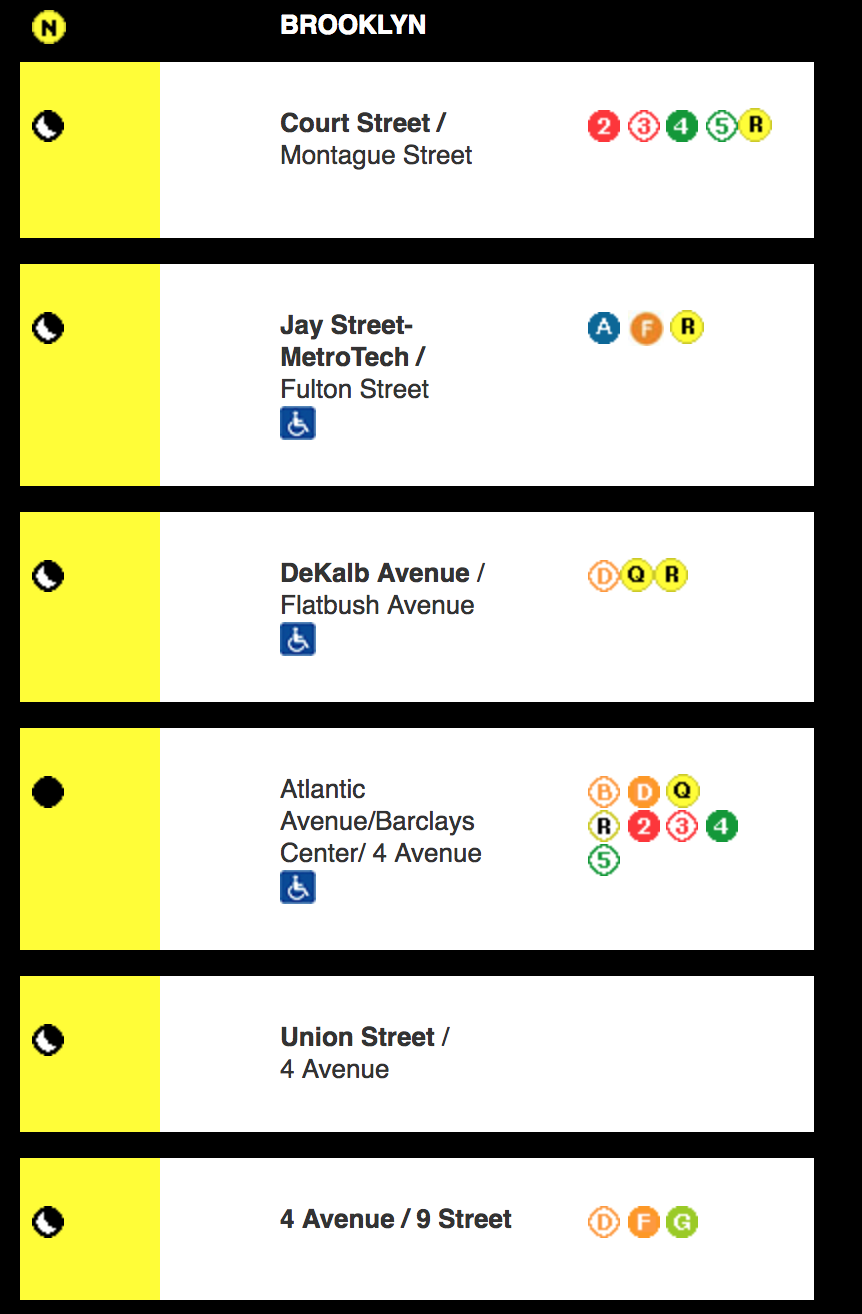 N BROOKLYN
Court Street / 2 3 4 5 R
Montague Street
Jay Street- A F R
MetroTech /
Fulton Street
DeKalb Avenue / D Q R
Flatbush Avenue
Atlantic B D Q
Avenue/Barclays R 2 3 4
Center/ 4 Avenue 5
Union Street /
4 Avenue
4 Avenue / 9 Street D F G